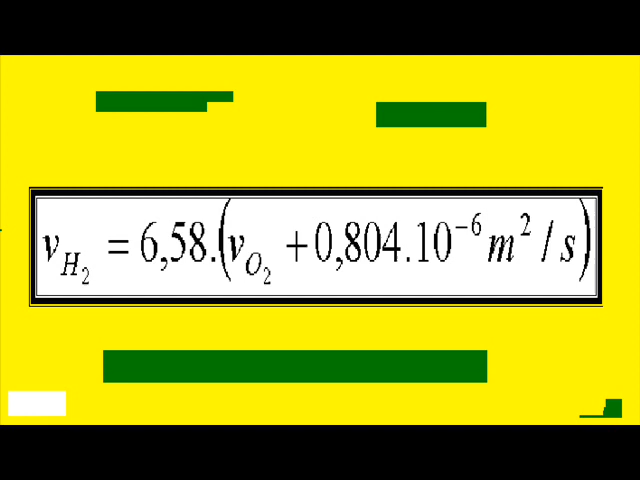 v_{H_2} = 6,58.(v_{O_2} + 0,804.10^{-6} m^2 / s)